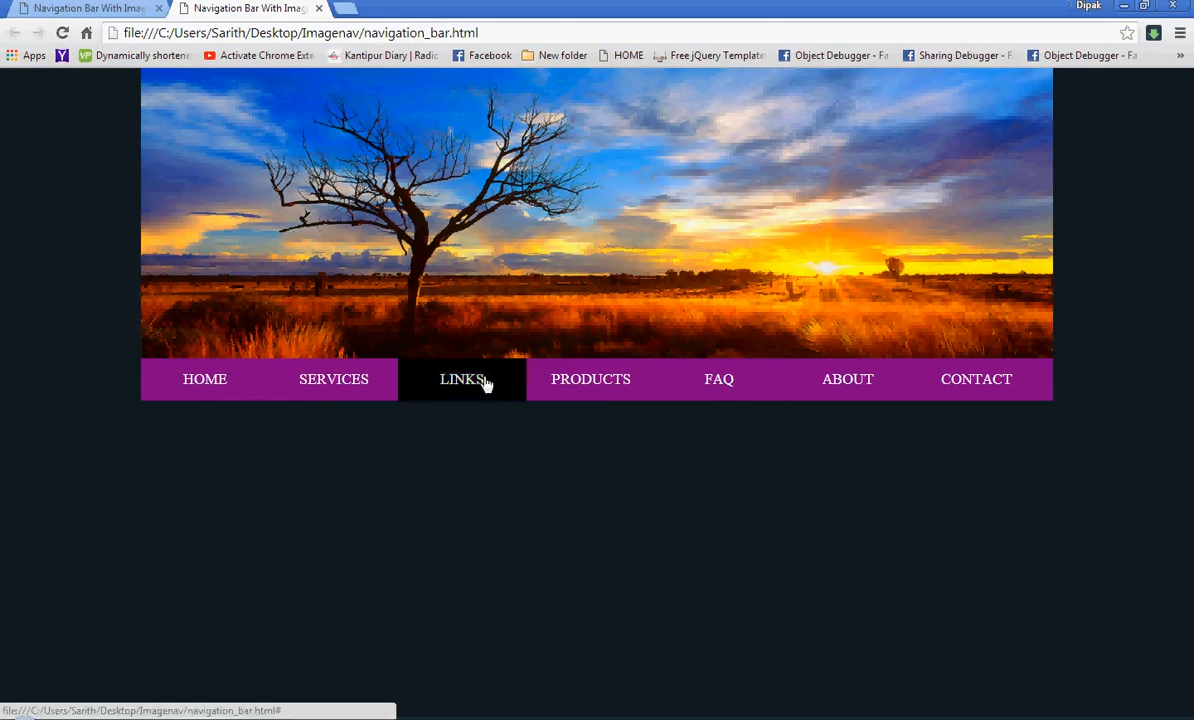 Navigation Bar With Imag
Navigation Bar With Imag
Dipak
file:///C:/Users/Sarith/Desktop/Imagenav/navigation_bar.html
Apps
Dynamically shortene
Activate Chrome Exte
Kantipur Diary | Radic
Facebook
New folder
HOME
Free jQuery Template
Object Debugger - Fa
Sharing Debugger - F
Object Debugger - Fa
»
HOME SERVICES LINKS PRODUCTS FAQ ABOUT CONTACT
file:///C:/Users/Sarith/Desktop/Imagenav/navigation_bar.html#